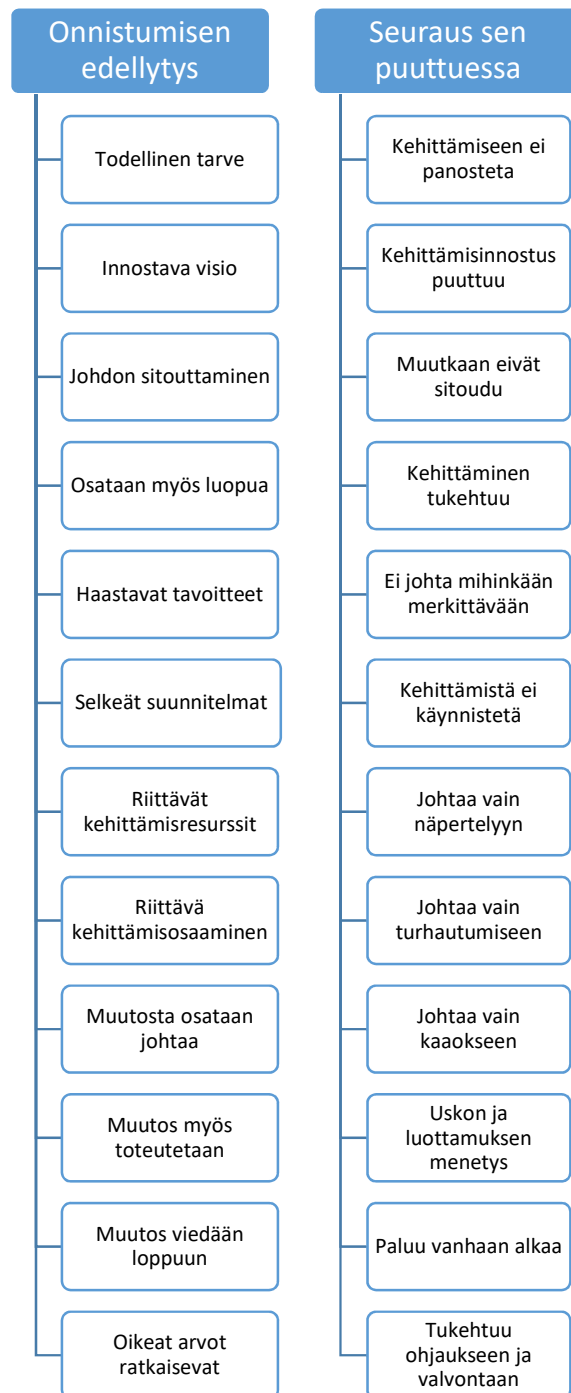 Onnistumisen
edellytys
Todellinen tarve
Innostava visio
Johdon sitouttaminen
Osataan myös luopua
Haastavat tavoitteet
Selkeät suunnitelmat
Riittävät
kehittämisresurssit
Riittävä
kehittämisosaaminen
Muutosta osataan
johtaa
Muutos myös
toteutetaan
Muutos viedään
loppuun
Oikeat arvot
ratkaisevat
Seuraus sen
puuttuessa
Kehittämiseen ei
panosteta
Kehittämisinnostus
puuttuu
Muutkaan eivät
sitoudu
Kehittäminen
tukehtuu
Ei johta mihinkään
merkittävään
Kehittämistä ei
käynnistetä
Johtaa vain
näpertelyyn
Johtaa vain
turhautumiseen
Johtaa vain
kaaokseen
Uskon ja
luottamuksen
menetys
Paluu vanhaan alkaa
Tukehtuu
ohjaukseen ja
valvontaan